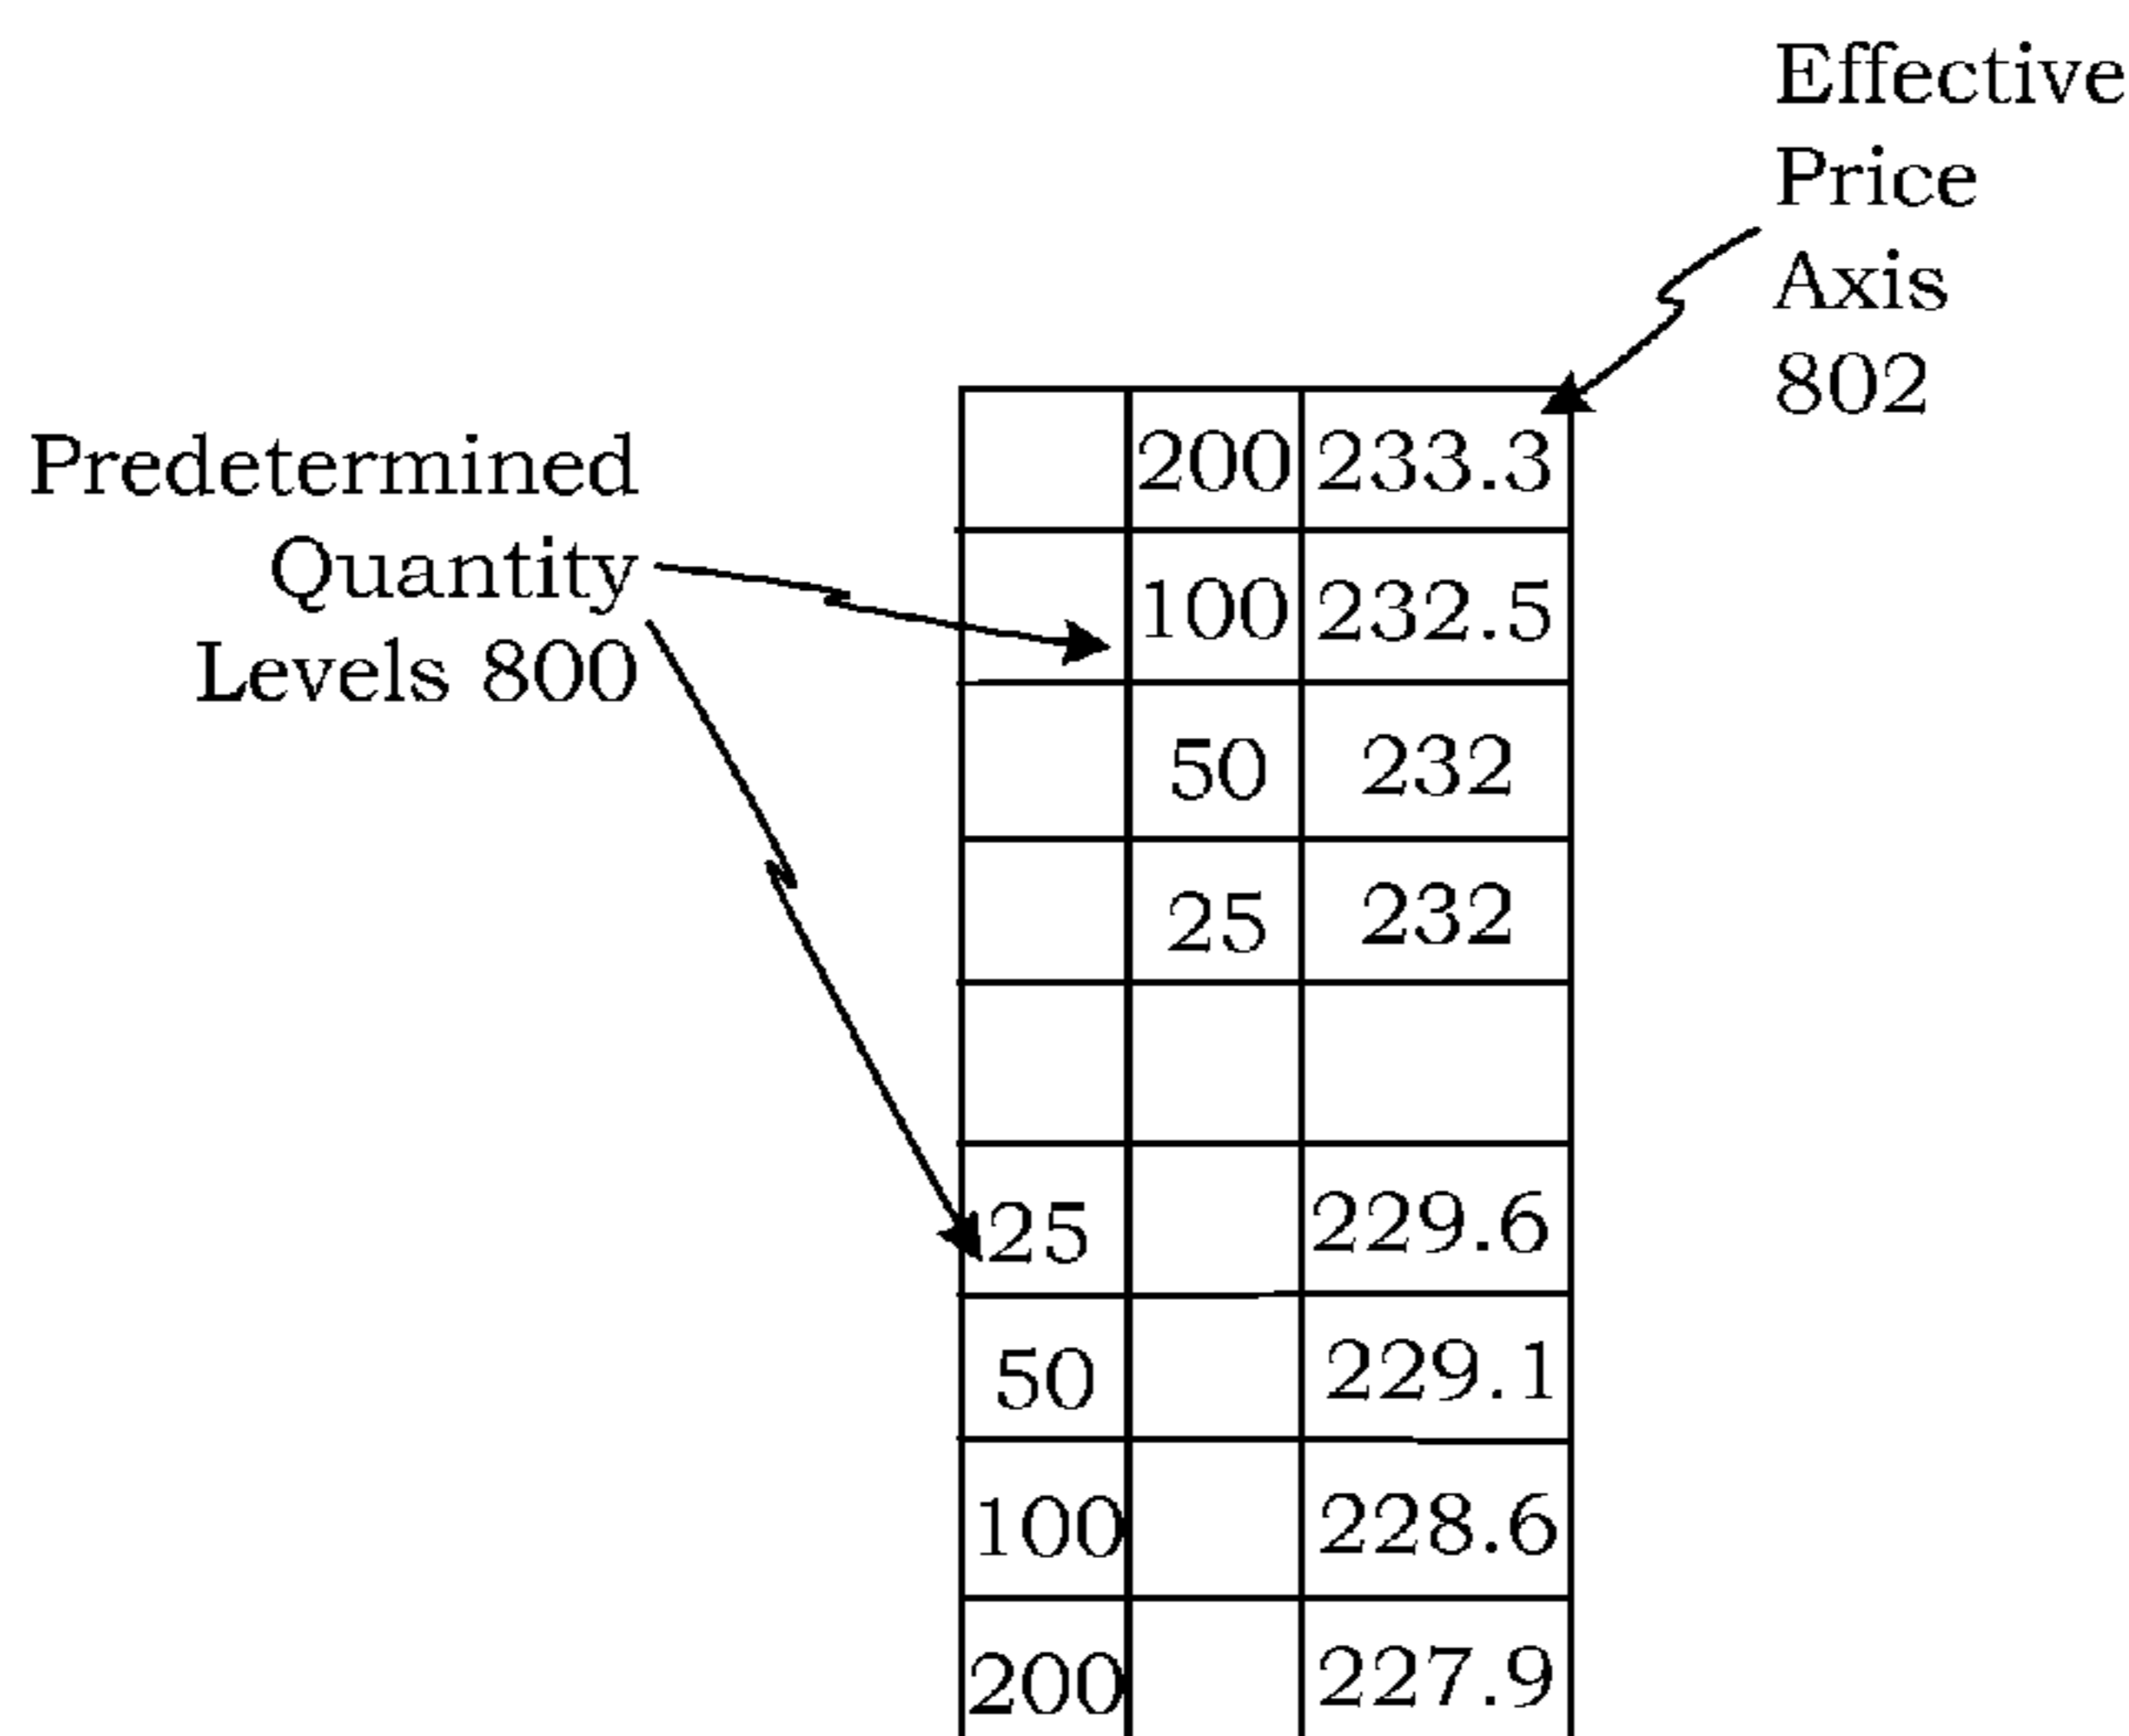 Effective
Price
Axis
802
Predetermined
Quantity
Levels 800
200 233.3
100 232.5
50 232
25 232
25 229.6
50 229.1
100 228.6
200 227.9